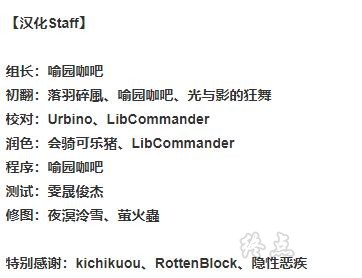 【汉化Staff】
组长：喻园咖吧
初翻：落羽碎風、喻园咖吧、光与影的狂舞
校对：Urbino、LibCommander
润色：会骑可乐猪、LibCommander
程序：喻园咖吧
测试：雯晟俊杰
修图：夜溟泠雪、萤火蟲
特别感谢：kichikuou、RottenBlock、隐性恶疾
终点